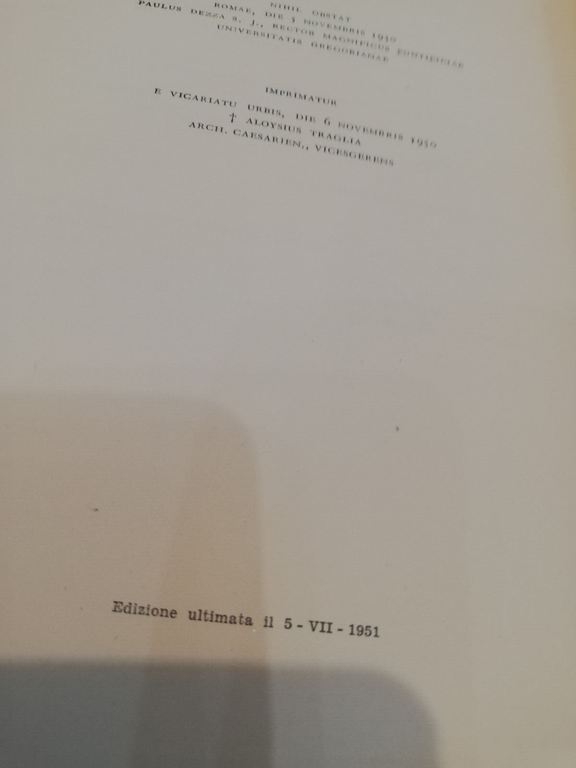 NIHIL OBSTAT
ROMAE, DIE 3 NOVEMBRIS 1950
PAULUS DEZZA S. J., RECTOR MAGNIFICUS PONTIFICIAE
UNIVERSITATIS GREGORIANAE
IMPRIMATUR
E VICARIATU URBIS, DIE 6 NOVEMBRIS 1950
† ALOYSIUS TRAGLIA
ARCH. CAESARIEN., VICESGERENS
Edizione ultimata il 5 - VII - 1951